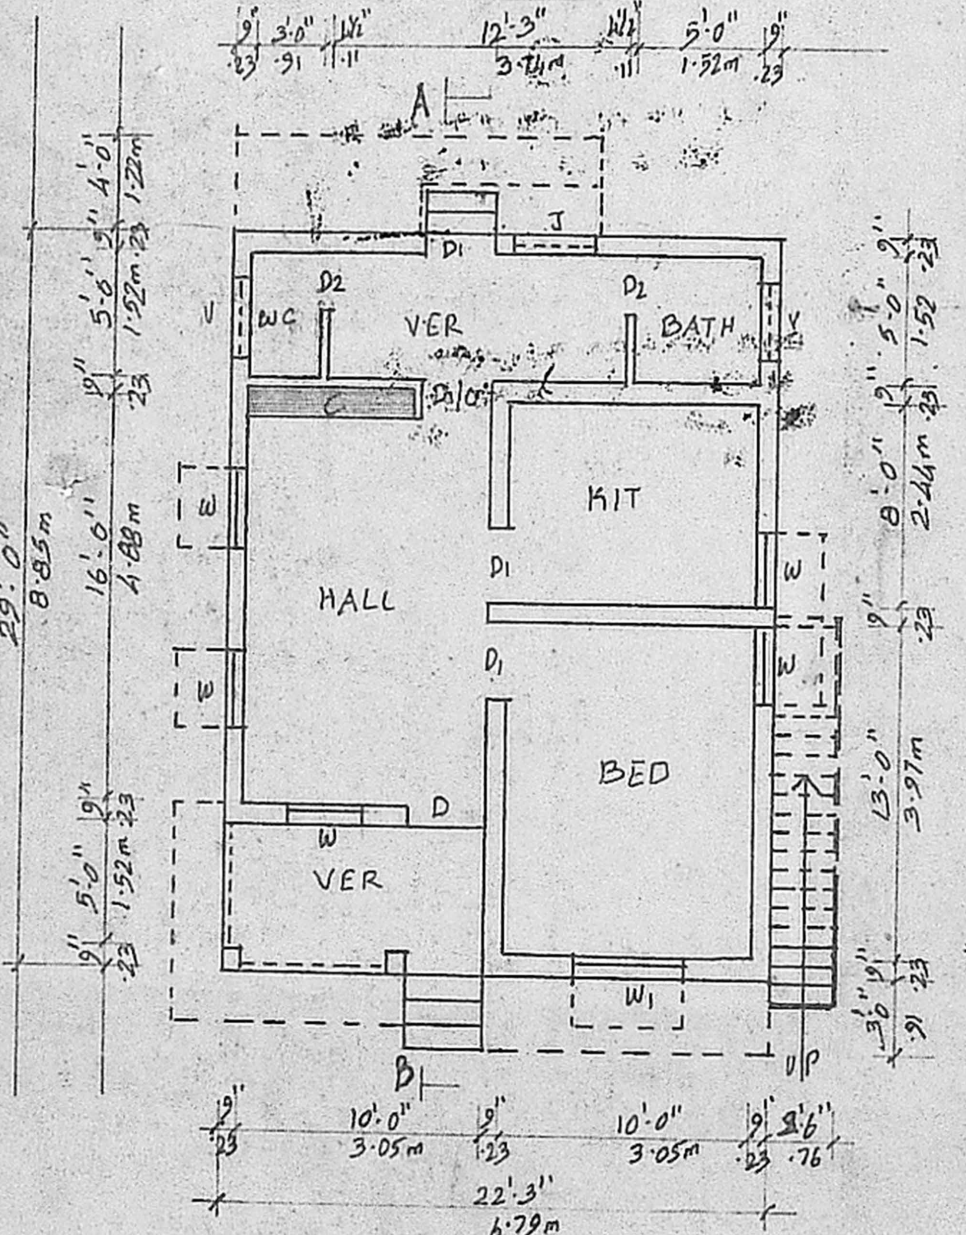 9" 3'-0" 4½" 12'-3" 4½" 5'-0" 9"
.23 .91 .11 3.74m .11 1.52m .23
A
4'-0"
1.22m
9"
.23
5'-6"
1.52m
9"
.23
16'-0"
4.88m
9"
.23
5'-0"
1.52m
9"
.23
29'-0"
8.85m
J
D1
D2
D2
V
WC
VER
BATH
V
C
KIT
W
HALL
D1
W
D1
W
W
BED
D
W
VER
W1
B
UP
9"
.23
5'-0"
1.52
9"
.23
8'-0"
2.44m
9"
.23
13'-0"
3.97m
9"
.23
3'-0"
.91
9" 10'-0" 9" 10'-0" 9" 2'-6"
.23 3.05m .23 3.05m .23 .76
22'-3"
6.79m